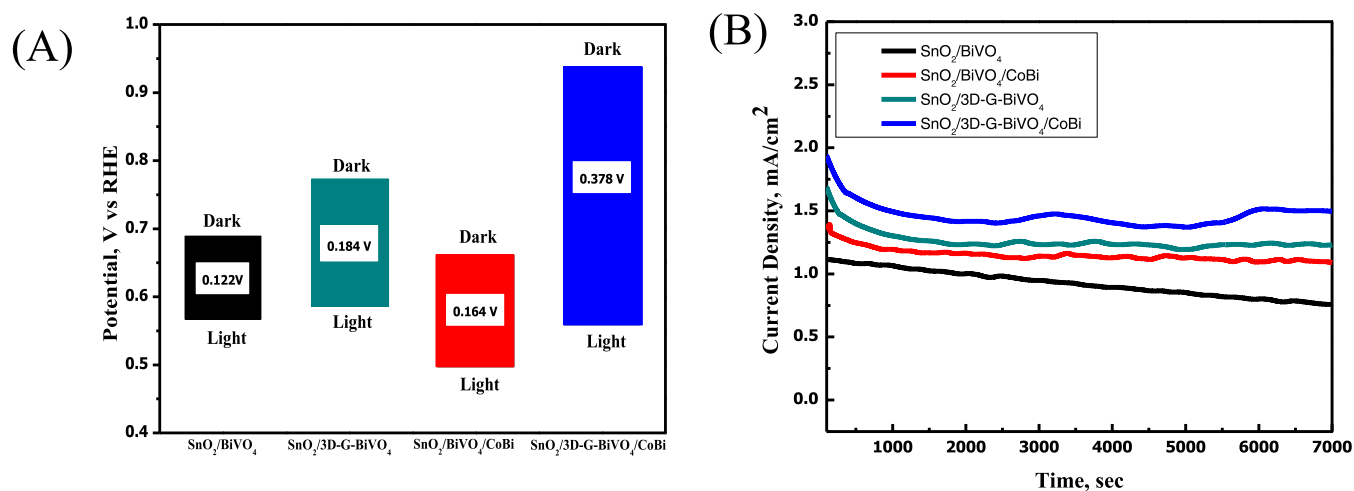 (A)
Potential, V vs RHE
1.0
0.9
0.8
0.7
0.6
0.5
0.4
Dark
0.122V
Light
Dark
0.184 V
Light
Dark
0.164 V
Light
Dark
0.378 V
Light
SnO₂/BiVO₄
SnO₂/3D-G-BiVO₄
SnO₂/BiVO₄/CoBi
SnO₂/3D-G-BiVO₄/CoBi
(B)
Current Density, mA/cm²
3.0
2.5
2.0
1.5
1.0
0.5
0.0
SnO₂/BiVO₄
SnO₂/BiVO₄/CoBi
SnO₂/3D-G-BiVO₄
SnO₂/3D-G-BiVO₄/CoBi
1000 2000 3000 4000 5000 6000 7000
Time, sec